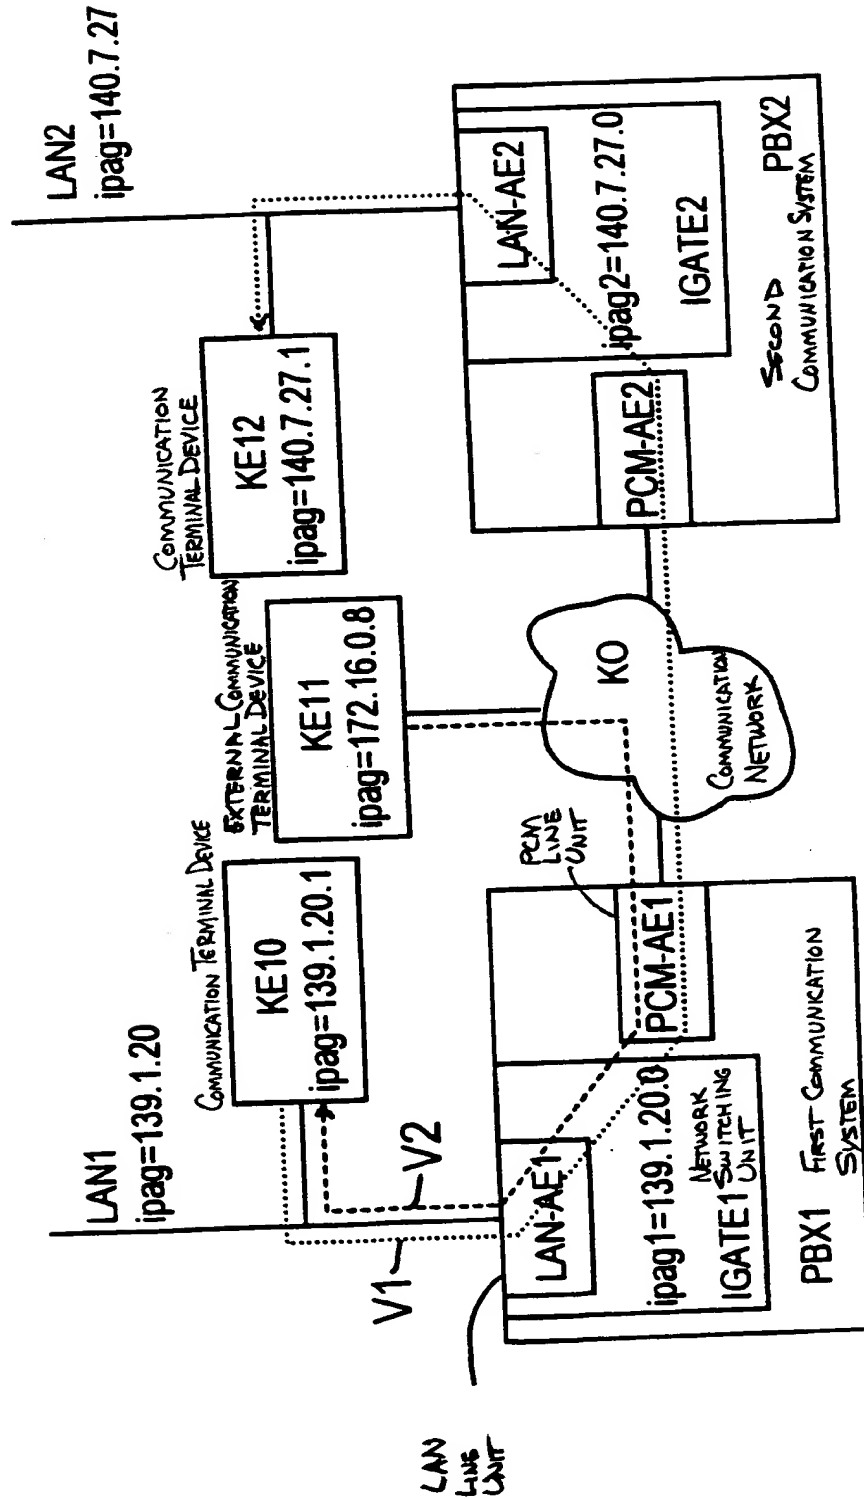 LAN1
ipag=139.1.20
LAN2
ipag=140.7.27
COMMUNICATION TERMINAL DEVICE
KE10
ipag=139.1.20.1
EXTERNAL COMMUNICATION
TERMINAL DEVICE
KE11
ipag=172.16.0.8
COMMUNICATION
TERMINAL DEVICE
KE12
ipag=140.7.27.1
V1
V2
LAN
LINE
UNIT
LAN-AE1
ipag1=139.1.20.0
NETWORK
SWITCHING
UNIT
IGATE1
PBX1
FIRST COMMUNICATION
SYSTEM
PCM
LINE
UNIT
PCM-AE1
KO
COMMUNICATION
NETWORK
PCM-AE2
LAN-AE2
ipag2=140.7.27.0
IGATE2
SECOND
COMMUNICATION SYSTEM
PBX2